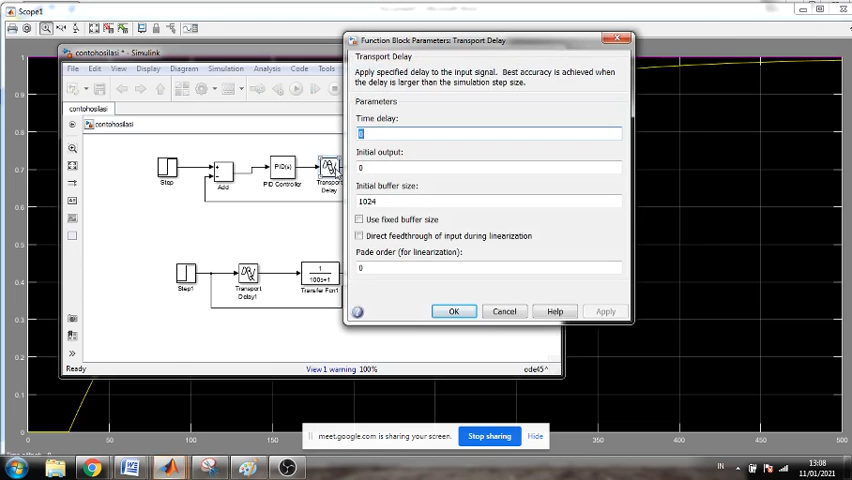 Scope1
contohosilasi * - Simulink
File Edit View Display Diagram Simulation Analysis Code Tools
contohosilasi
contohosilasi
Step
Add
PID(s)
PID Controller
Transport
Delay
Step1
Transport
Delay1
1
100s+1
Transfer Fcn1
Ready
View 1 warning 100%
ode45
Function Block Parameters: Transport Delay
Transport Delay
Apply specified delay to the input signal. Best accuracy is achieved when
the delay is larger than the simulation step size.
Parameters
Time delay:
0
Initial output:
0
Initial buffer size:
1024
Use fixed buffer size
Direct feedthrough of input during linearization
Pade order (for linearization):
0
OK Cancel Help Apply
1
0.9
0.8
0.7
0.6
0.5
0.4
0.3
0.2
0.1
0
0 50 100 150 350 400 450 500
meet.google.com is sharing your screen. Stop sharing Hide
IN
13:08
11/01/2021